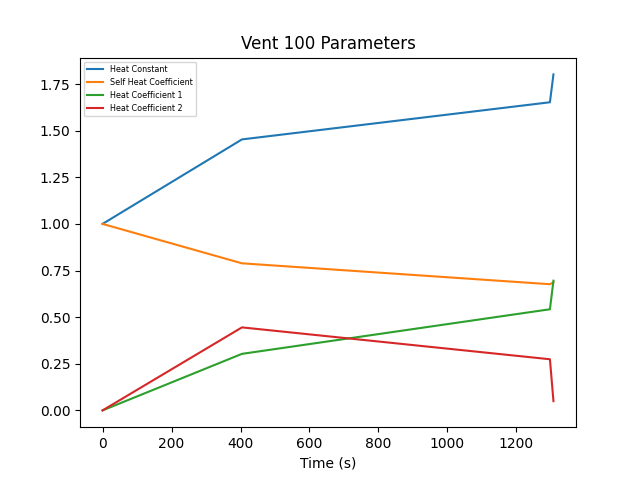 Vent 100 Parameters
Heat Constant
Self Heat Coefficient
Heat Coefficient 1
Heat Coefficient 2
1.75
1.50
1.25
1.00
0.75
0.50
0.25
0.00
0 200 400 600 800 1000 1200
Time (s)